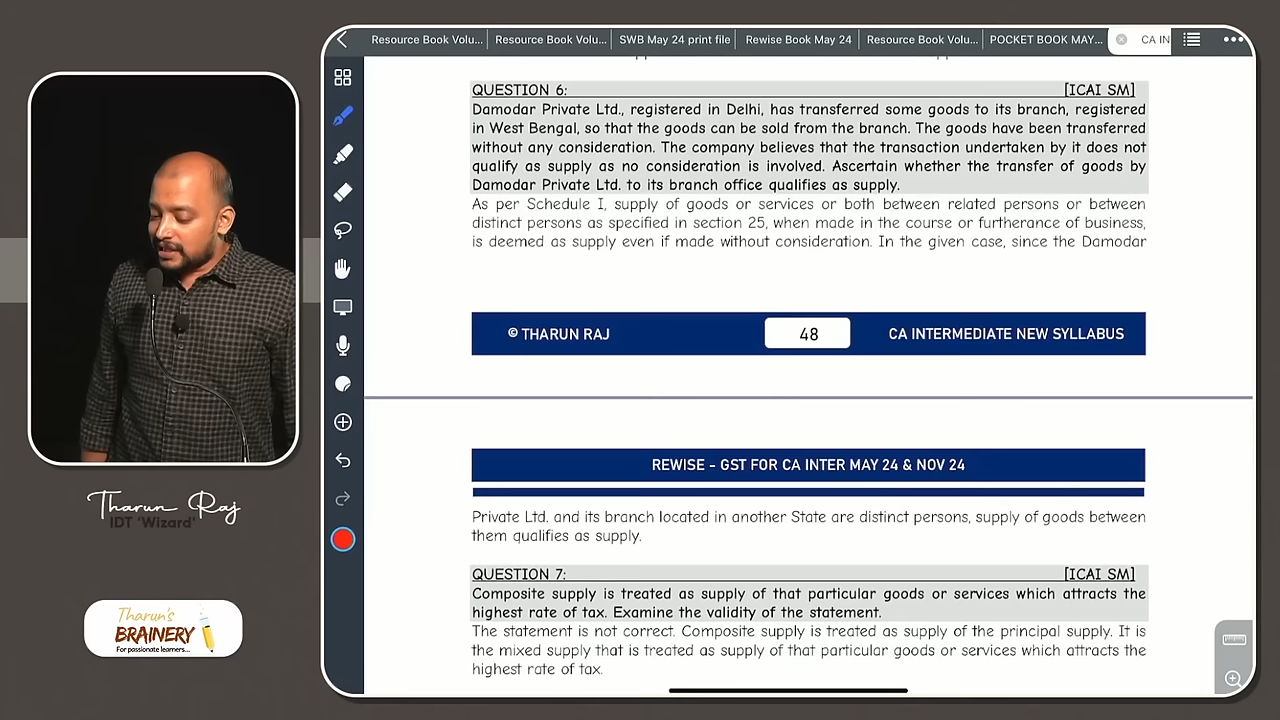 Resource Book Volu...
Resource Book Volu...
SWB May 24 print file
Rewise Book May 24
Resource Book Volu...
POCKET BOOK MAY...
CA IN
QUESTION 6: [ICAI SM]
Damodar Private Ltd., registered in Delhi, has transferred some goods to its branch, registered
in West Bengal, so that the goods can be sold from the branch. The goods have been transferred
without any consideration. The company believes that the transaction undertaken by it does not
qualify as supply as no consideration is involved. Ascertain whether the transfer of goods by
Damodar Private Ltd. to its branch office qualifies as supply.
As per Schedule I, supply of goods or services or both between related persons or between
distinct persons as specified in section 25, when made in the course or furtherance of business,
is deemed as supply even if made without consideration. In the given case, since the Damodar
© THARUN RAJ
48
CA INTERMEDIATE NEW SYLLABUS
REWISE - GST FOR CA INTER MAY 24 & NOV 24
Private Ltd. and its branch located in another State are distinct persons, supply of goods between
them qualifies as supply.
QUESTION 7: [ICAI SM]
Composite supply is treated as supply of that particular goods or services which attracts the
highest rate of tax. Examine the validity of the statement.
The statement is not correct. Composite supply is treated as supply of the principal supply. It is
the mixed supply that is treated as supply of that particular goods or services which attracts the
highest rate of tax.
Tharun Raj
IDT 'Wizard'
Tharun's
BRAINERY
For passionate learners...